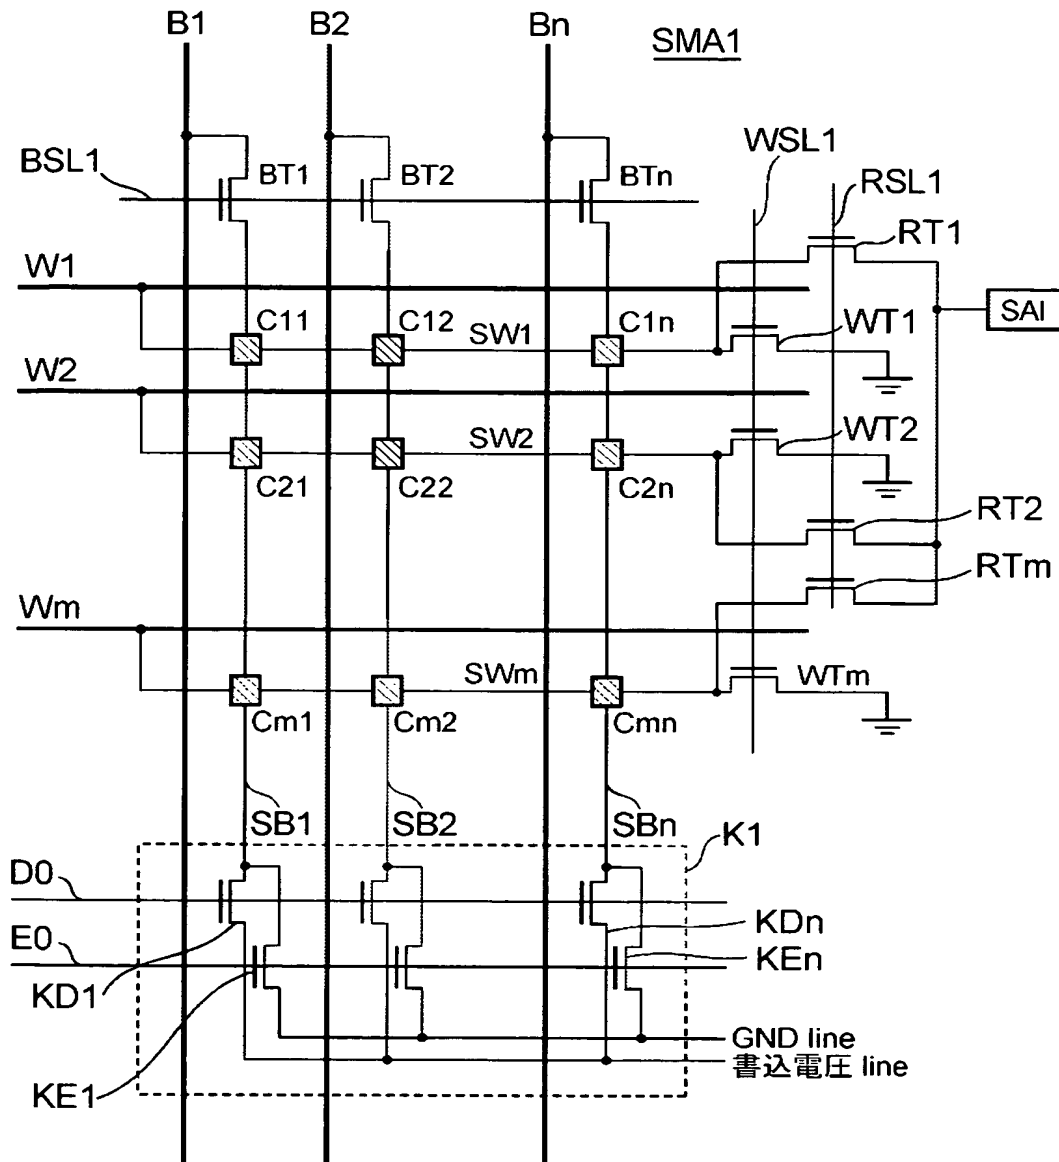 B1 B2 Bn SMA1
WSL1
BSL1 BT1 BT2 BTn RSL1
RT1
W1
C11 C12 SW1 C1n WT1 SAI
W2
SW2 WT2
C21 C22 C2n
RT2
RTm
Wm
SWm WTm
Cm1 Cm2 Cmn
SB1 SB2 SBn K1
D0
KDn
E0
KEn
KD1
GND line
書込電圧 line
KE1